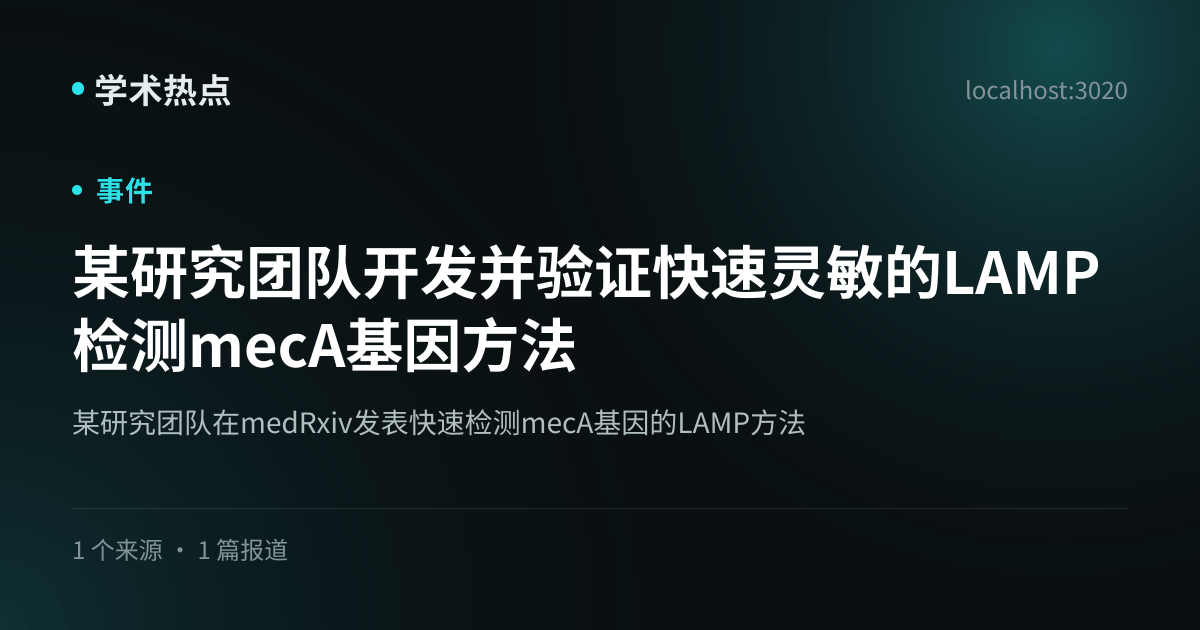 学术热点
localhost:3020
事件
某研究团队开发并验证快速灵敏的LAMP
检测mecA基因方法
某研究团队在medRxiv发表快速检测mecA基因的LAMP方法
1 个来源 · 1 篇报道